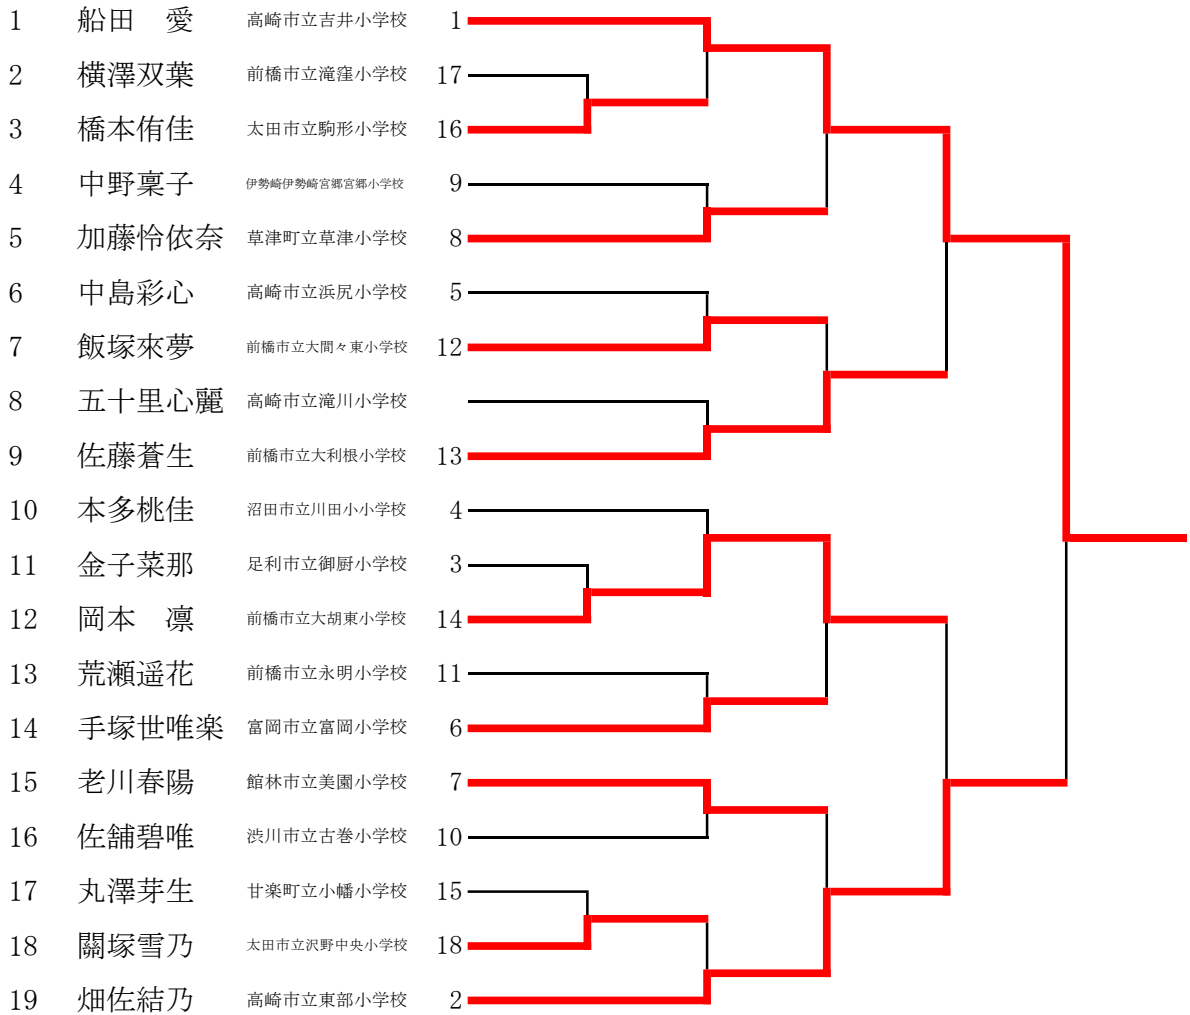 1 船田　愛 高崎市立吉井小学校 1
2 横澤双葉 前橋市立滝窪小学校 17
3 橋本侑佳 太田市立駒形小学校 16
4 中野稟子 伊勢崎伊勢崎宮郷宮郷小学校 9
5 加藤怜依奈 草津町立草津小学校 8
6 中島彩心 高崎市立浜尻小学校 5
7 飯塚來夢 前橋市立大間々東小学校 12
8 五十里心麗 高崎市立滝川小学校
9 佐藤蒼生 前橋市立大利根小学校 13
10 本多桃佳 沼田市立川田小小学校 4
11 金子菜那 足利市立御厨小学校 3
12 岡本　凛 前橋市立大胡東小学校 14
13 荒瀬遥花 前橋市立永明小学校 11
14 手塚世唯楽 富岡市立富岡小学校 6
15 老川春陽 館林市立美園小学校 7
16 佐舗碧唯 渋川市立古巻小学校 10
17 丸澤芽生 甘楽町立小幡小学校 15
18 關塚雪乃 太田市立沢野中央小学校 18
19 畑佐結乃 高崎市立東部小学校 2